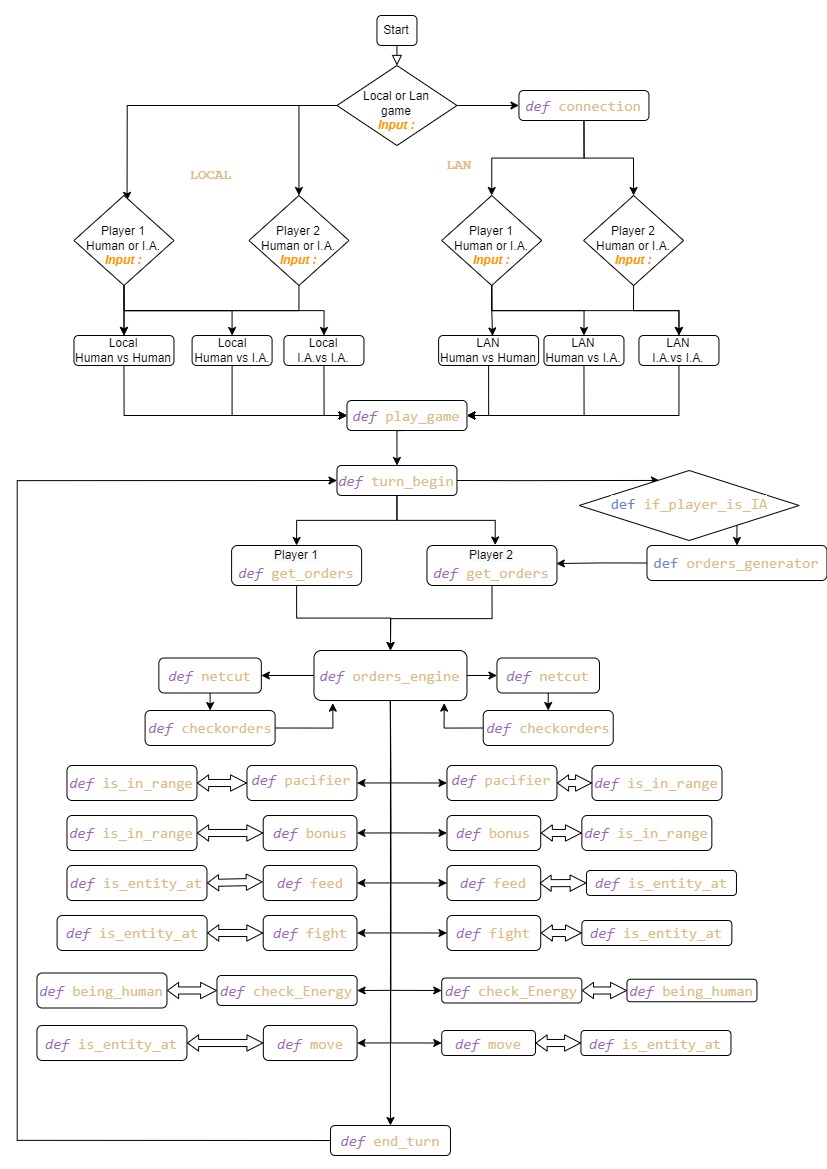 Start
Local or Lan
game
Input :
def connection
LOCAL
LAN
Player 1
Human or I.A.
Input :
Player 2
Human or I.A.
Input :
Player 1
Human or I.A.
Input :
Player 2
Human or I.A.
Input :
Local
Human vs Human
Local
Human vs I.A.
Local
I.A.vs I.A.
LAN
Human vs Human
LAN
Human vs I.A.
LAN
I.A.vs I.A.
def play_game
def turn_begin
def if_player_is_IA
Player 1
def get_orders
Player 2
def get_orders
def orders_generator
def netcut
def orders_engine
def netcut
def checkorders
def checkorders
def is_in_range
def pacifier
def pacifier
def is_in_range
def is_in_range
def bonus
def bonus
def is_in_range
def is_entity_at
def feed
def feed
def is_entity_at
def is_entity_at
def fight
def fight
def is_entity_at
def being_human
def check_Energy
def check_Energy
def being_human
def is_entity_at
def move
def move
def is_entity_at
def end_turn